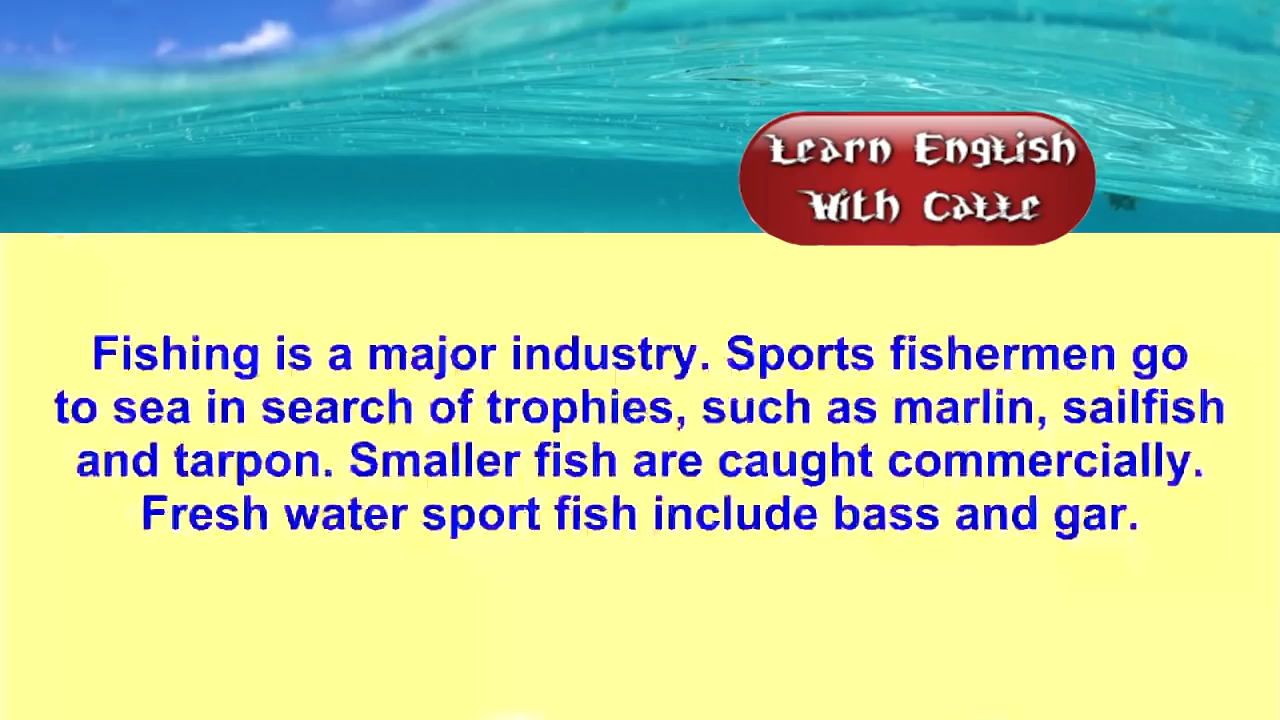 Learn English
With Calle
Fishing is a major industry. Sports fishermen go
to sea in search of trophies, such as marlin, sailfish
and tarpon. Smaller fish are caught commercially.
Fresh water sport fish include bass and gar.